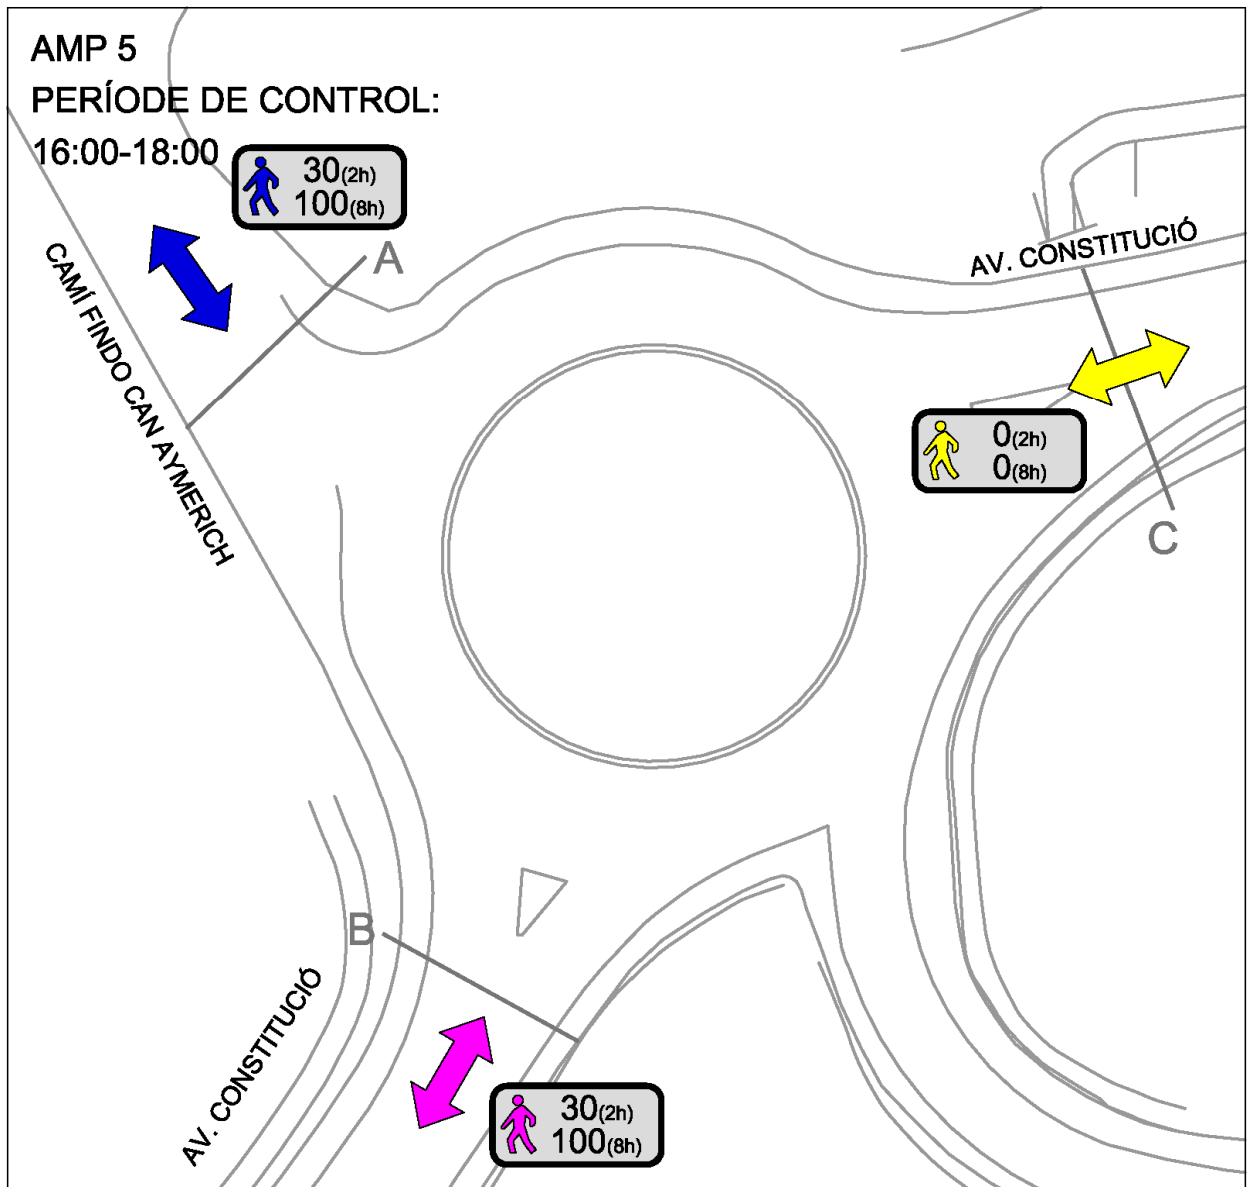 AMP 5
PERÍODE DE CONTROL:
16:00-18:00
30(2h)
100(8h)
A
CAMÍ FINDO CAN AYMERICH
AV. CONSTITUCIÓ
0(2h)
0(8h)
C
B
AV. CONSTITUCIÓ
30(2h)
100(8h)